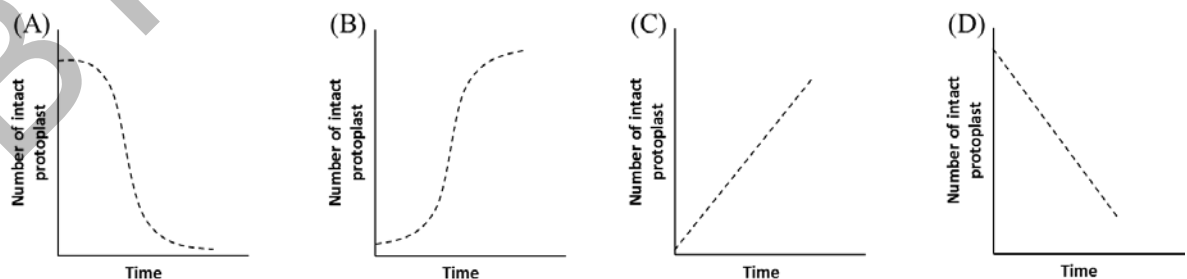 (A)
Number of intact
protoplast
Time
(B)
Number of intact
protoplast
Time
(C)
Number of intact
protoplast
Time
(D)
Number of intact
protoplast
Time